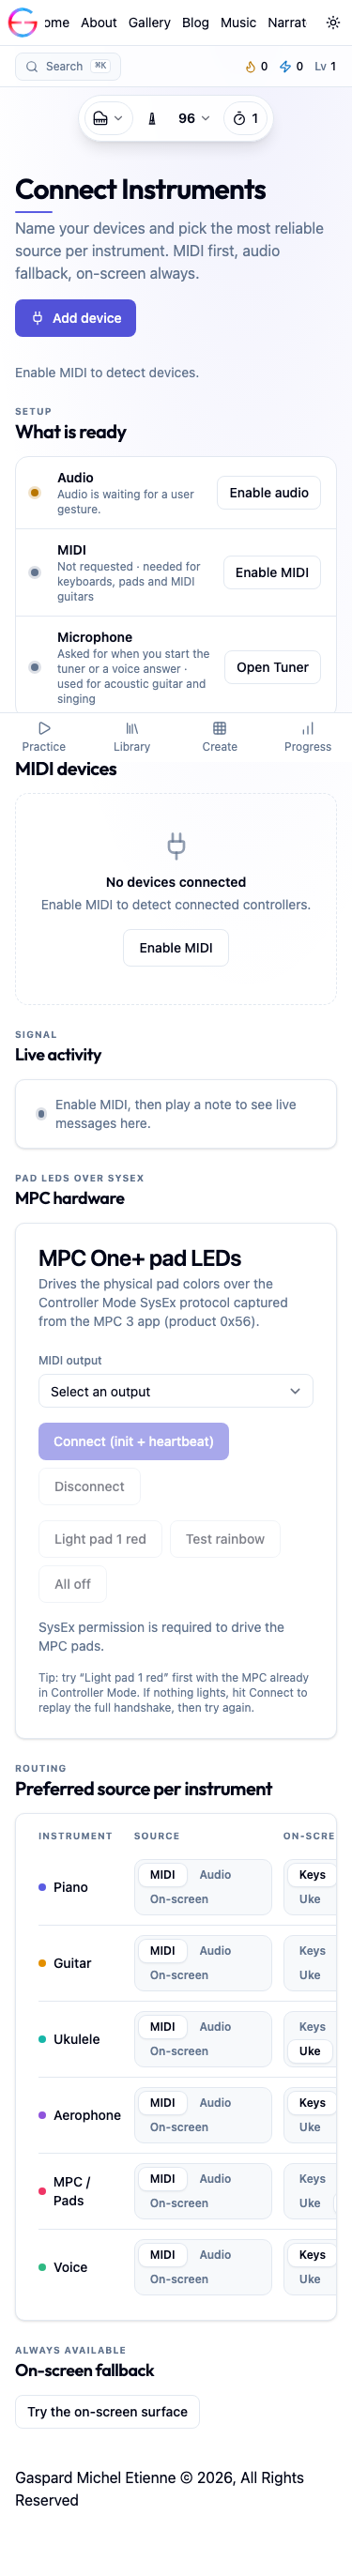 ome About Gallery Blog Music Narrat
Search ⌘K 0 0 Lv 1
96 1
Connect Instruments
Name your devices and pick the most reliable
source per instrument. MIDI first, audio
fallback, on-screen always.
Add device
Enable MIDI to detect devices.
SETUP
What is ready
Audio
Audio is waiting for a user
gesture.
Enable audio
MIDI
Not requested · needed for
keyboards, pads and MIDI
guitars
Enable MIDI
Microphone
Asked for when you start the
tuner or a voice answer ·
used for acoustic guitar and
singing
Open Tuner
Practice Library Create Progress
MIDI devices
No devices connected
Enable MIDI to detect connected controllers.
Enable MIDI
SIGNAL
Live activity
Enable MIDI, then play a note to see live
messages here.
PAD LEDS OVER SYSEX
MPC hardware
MPC One+ pad LEDs
Drives the physical pad colors over the
Controller Mode SysEx protocol captured
from the MPC 3 app (product 0x56).
MIDI output
Select an output
Connect (init + heartbeat)
Disconnect
Light pad 1 red Test rainbow
All off
SysEx permission is required to drive the
MPC pads.
Tip: try “Light pad 1 red” first with the MPC already
in Controller Mode. If nothing lights, hit Connect to
replay the full handshake, then try again.
ROUTING
Preferred source per instrument
INSTRUMENT SOURCE ON-SCRE
Piano MIDI Audio On-screen Keys Uke
Guitar MIDI Audio On-screen Keys Uke
Ukulele MIDI Audio On-screen Keys Uke
Aerophone MIDI Audio On-screen Keys Uke
MPC /
Pads MIDI Audio On-screen Keys Uke
Voice MIDI Audio On-screen Keys Uke
ALWAYS AVAILABLE
On-screen fallback
Try the on-screen surface
Gaspard Michel Etienne © 2026, All Rights
Reserved